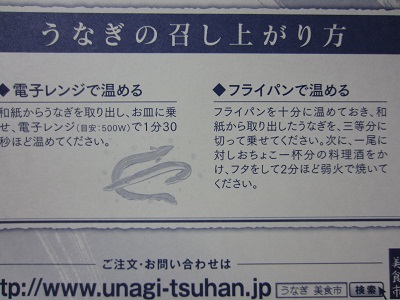 うなぎの召し上がり方
◆電子レンジで温める
和紙からうなぎを取り出し、お皿に乗
せ、電子レンジ(目安:500W)で1分30
秒ほど温めてください。
◆フライパンで温める
フライパンを十分に温めておき、和
紙から取り出したうなぎを、三等分に
切って乗せてください。次に、一尾に
対しおちょこ一杯分の料理酒をか
け、フタをして2分ほど弱火で焼いて
ください。
ご注文・お問い合わせは
tp://www.unagi-tsuhan.jp
うなぎ 美食市 検索
美食市